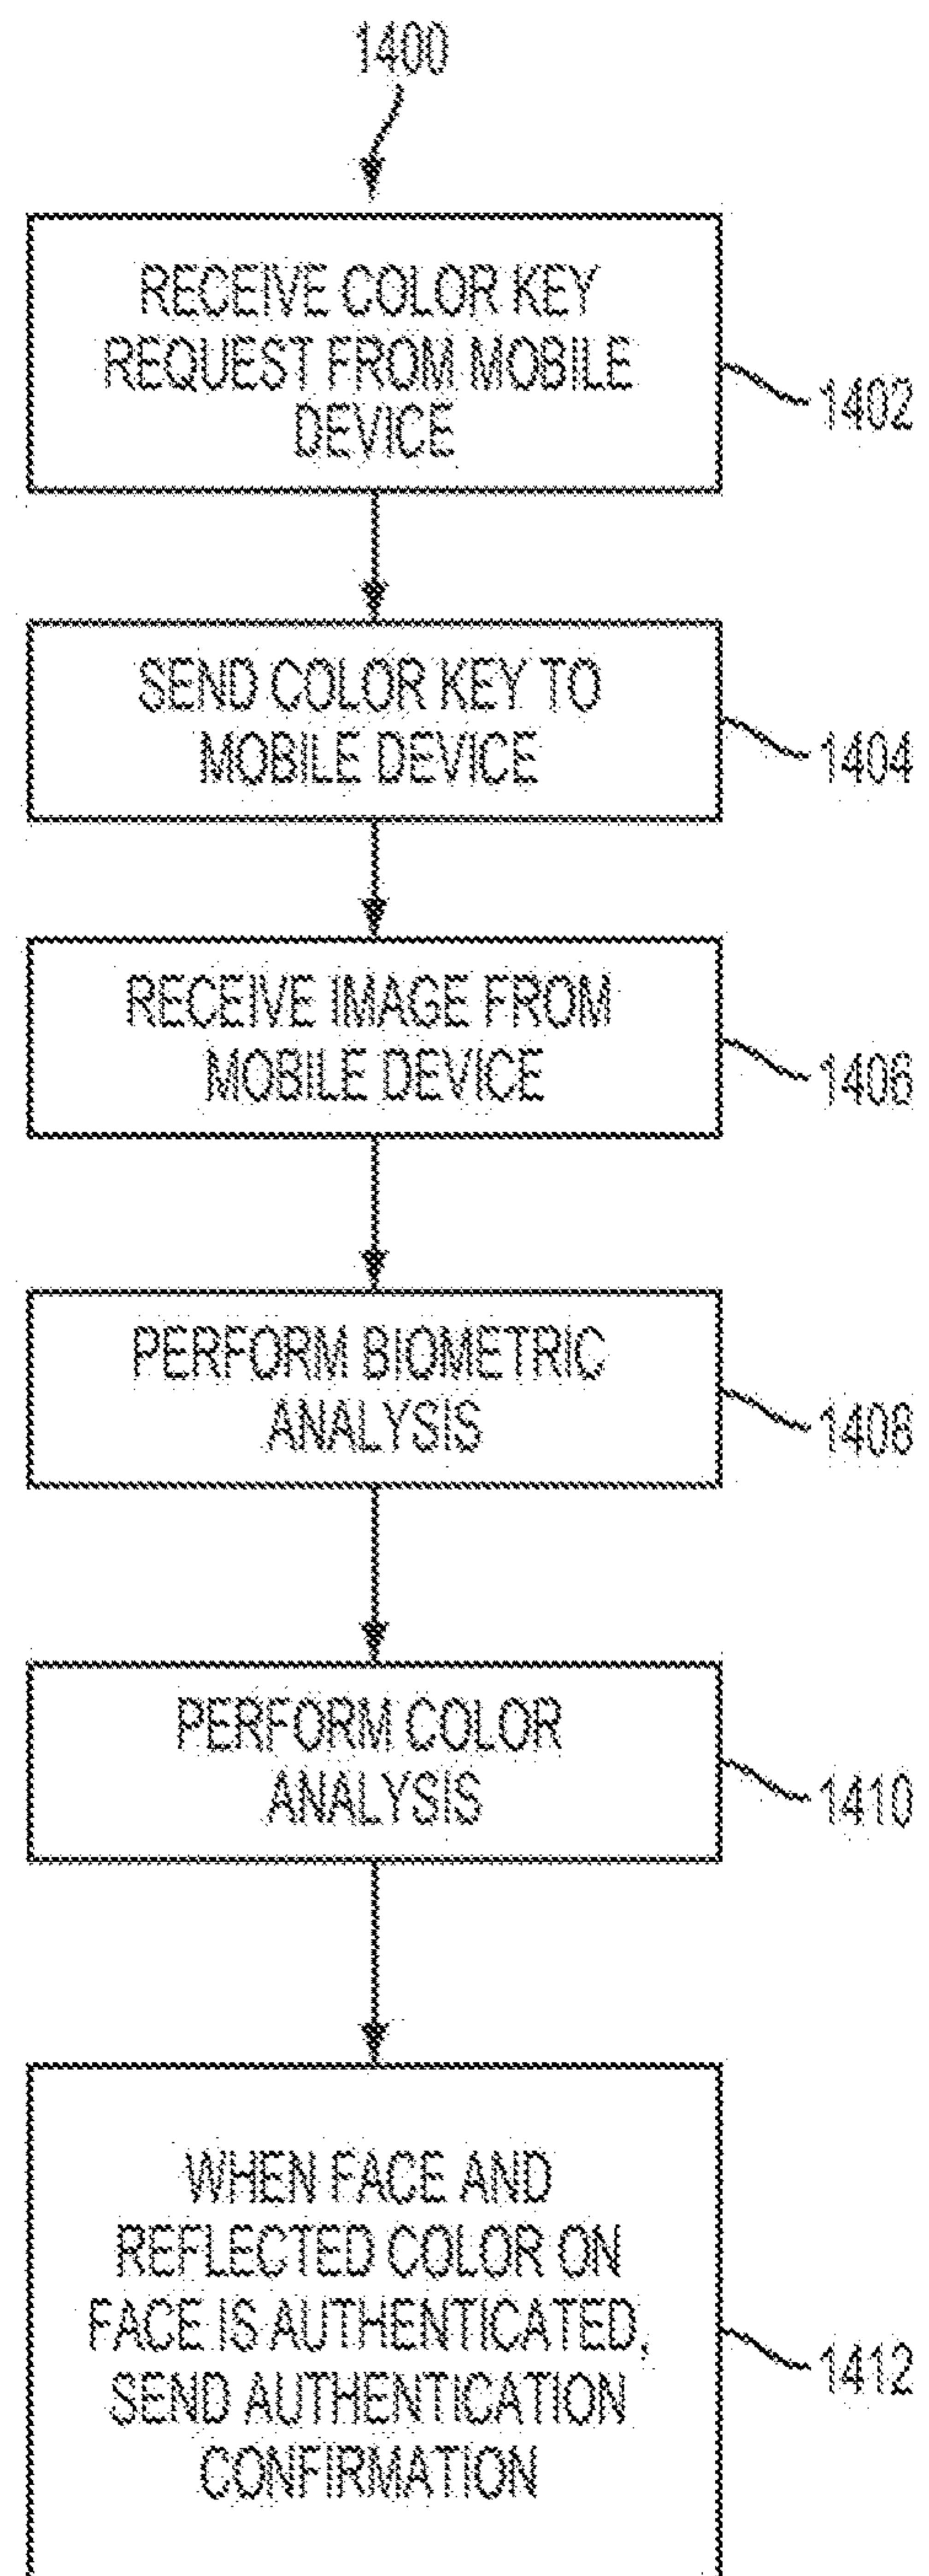 1400
RECEIVE COLOR KEY
REQUEST FROM MOBILE
DEVICE
1402
SEND COLOR KEY TO
MOBILE DEVICE
1404
RECEIVE IMAGE FROM
MOBILE DEVICE
1406
PERFORM BIOMETRIC
ANALYSIS
1408
PERFORM COLOR
ANALYSIS
1410
WHEN FACE AND
REFLECTED COLOR ON
FACE IS AUTHENTICATED,
SEND AUTHENTICATION
CONFIRMATION
1412